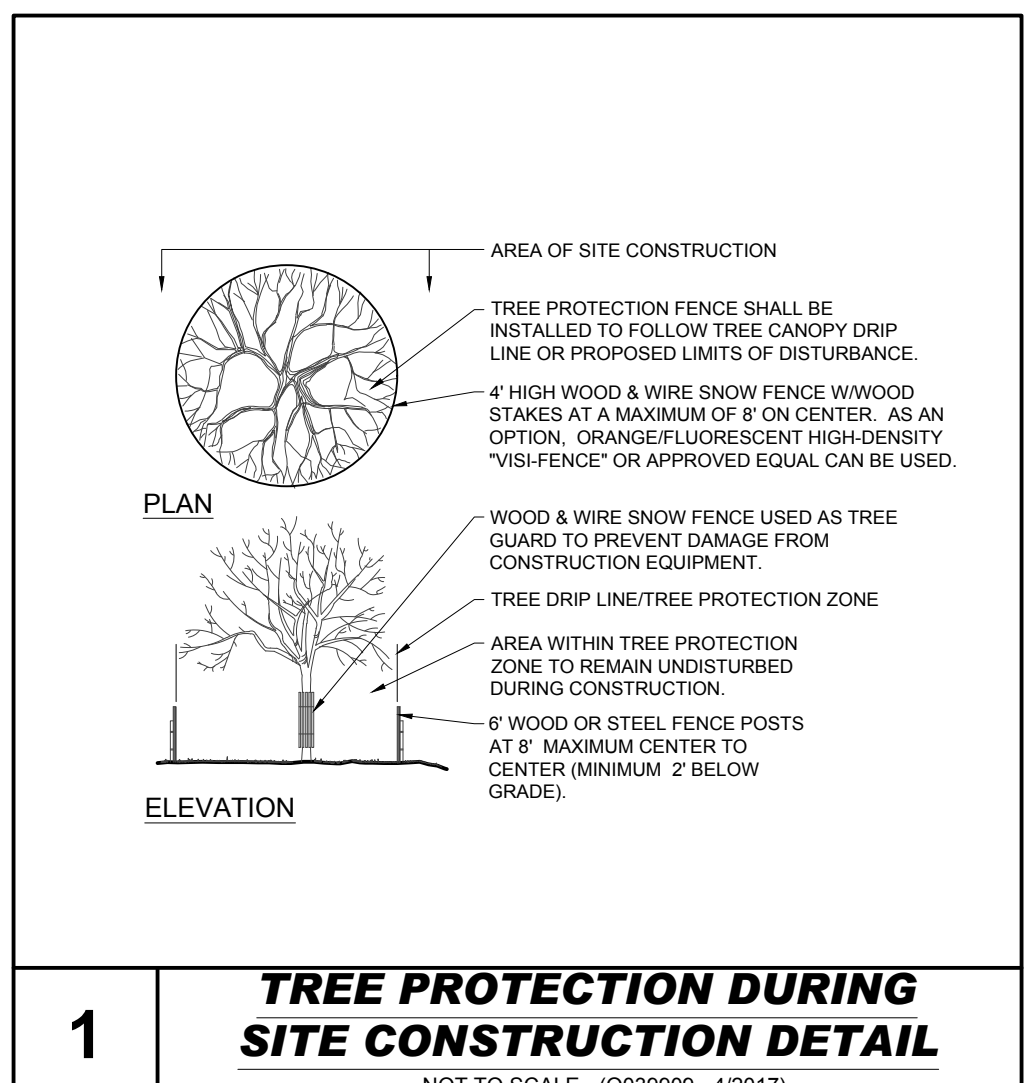 AREA OF SITE CONSTRUCTION
TREE PROTECTION FENCE SHALL BE
INSTALLED TO FOLLOW TREE CANOPY DRIP
LINE OR PROPOSED LIMITS OF DISTURBANCE.
4' HIGH WOOD & WIRE SNOW FENCE W/WOOD
STAKES AT A MAXIMUM OF 8' ON CENTER. AS AN
OPTION, ORANGE/FLUORESCENT HIGH-DENSITY
"VISI-FENCE" OR APPROVED EQUAL CAN BE USED.
PLAN
WOOD & WIRE SNOW FENCE USED AS TREE
GUARD TO PREVENT DAMAGE FROM
CONSTRUCTION EQUIPMENT.
TREE DRIP LINE/TREE PROTECTION ZONE
AREA WITHIN TREE PROTECTION
ZONE TO REMAIN UNDISTURBED
DURING CONSTRUCTION.
6' WOOD OR STEEL FENCE POSTS
AT 8' MAXIMUM CENTER TO
CENTER (MINIMUM 2' BELOW
GRADE).
ELEVATION
1
TREE PROTECTION DURING
SITE CONSTRUCTION DETAIL
NOT TO SCALE 4/2017)